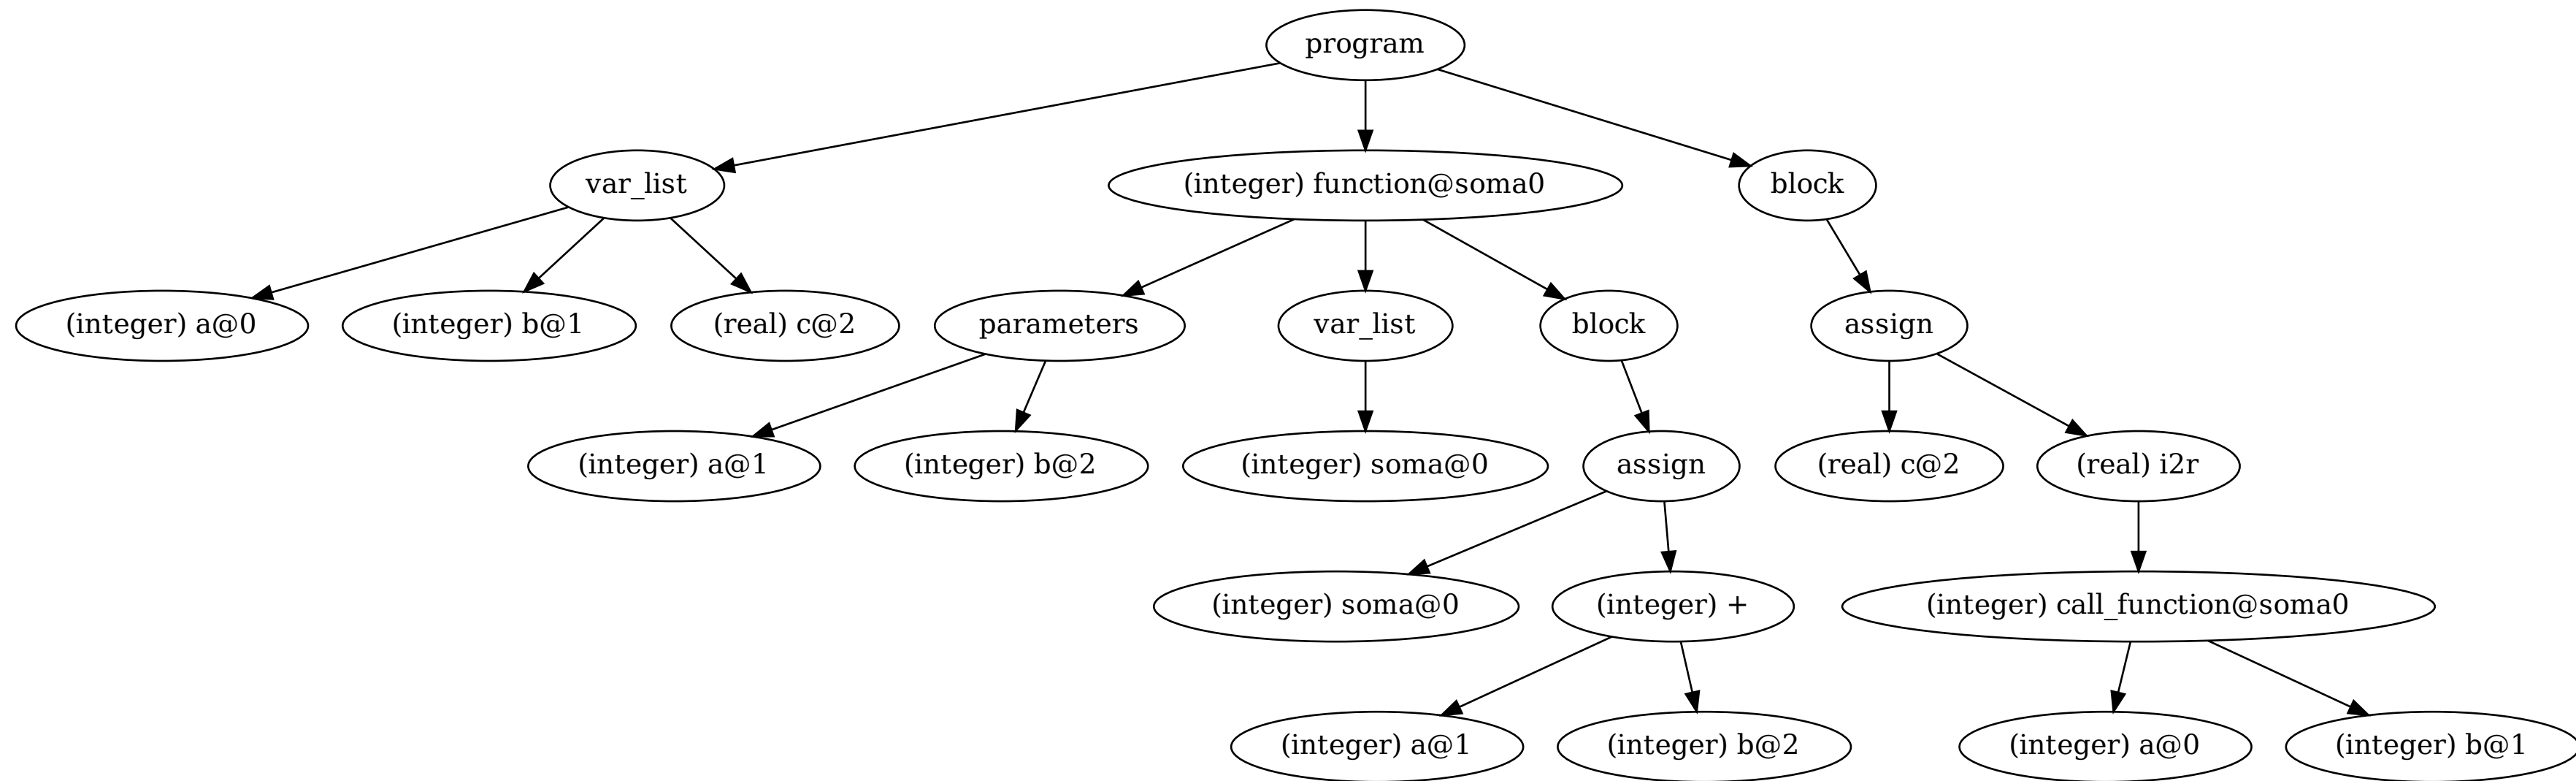 program
var_list
(integer) function@soma0
block
(integer) a@0
(integer) b@1
(real) c@2
parameters
var_list
block
assign
(integer) a@1
(integer) b@2
(integer) soma@0
assign
(real) c@2
(real) i2r
(integer) soma@0
(integer) +
(integer) call_function@soma0
(integer) a@1
(integer) b@2
(integer) a@0
(integer) b@1